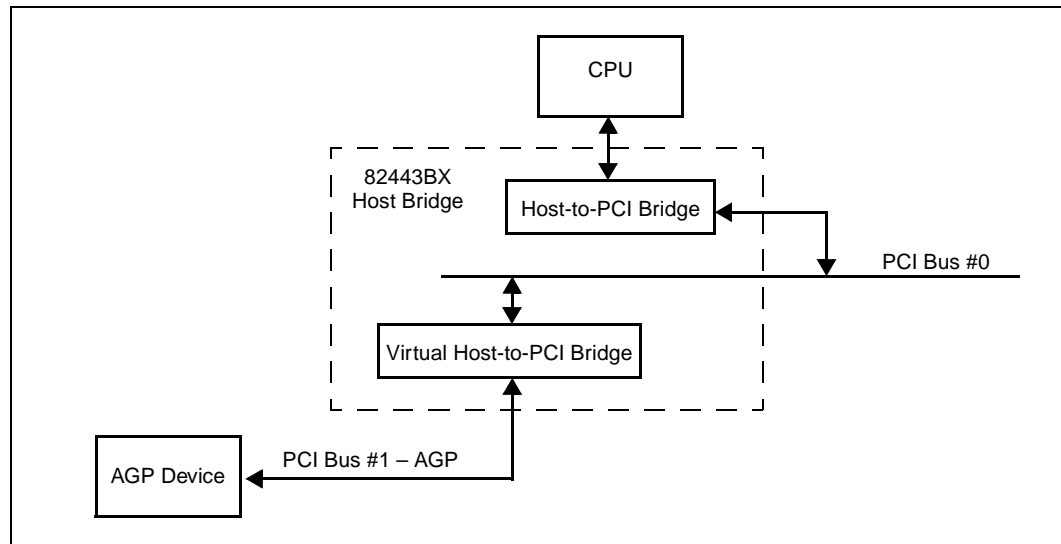 CPU
82443BX
Host Bridge
Host-to-PCI Bridge
PCI Bus #0
Virtual Host-to-PCI Bridge
PCI Bus #1 – AGP
AGP Device